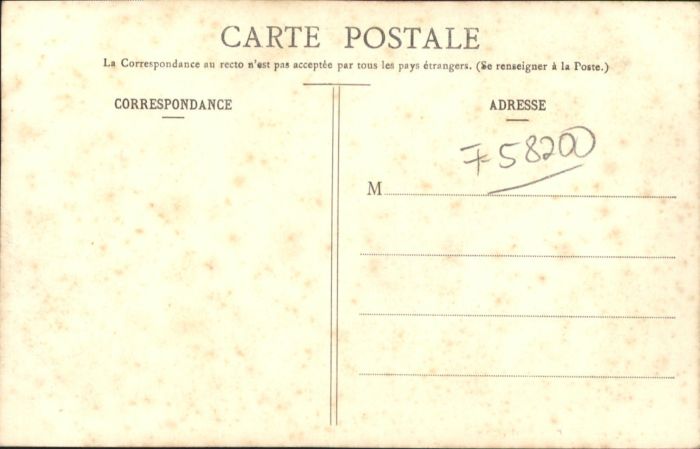 CARTE POSTALE
La Correspondance au recto n'est pas acceptée par tous les pays étrangers. (Se renseigner à la Poste.)
CORRESPONDANCE
ADRESSE
F58200
M